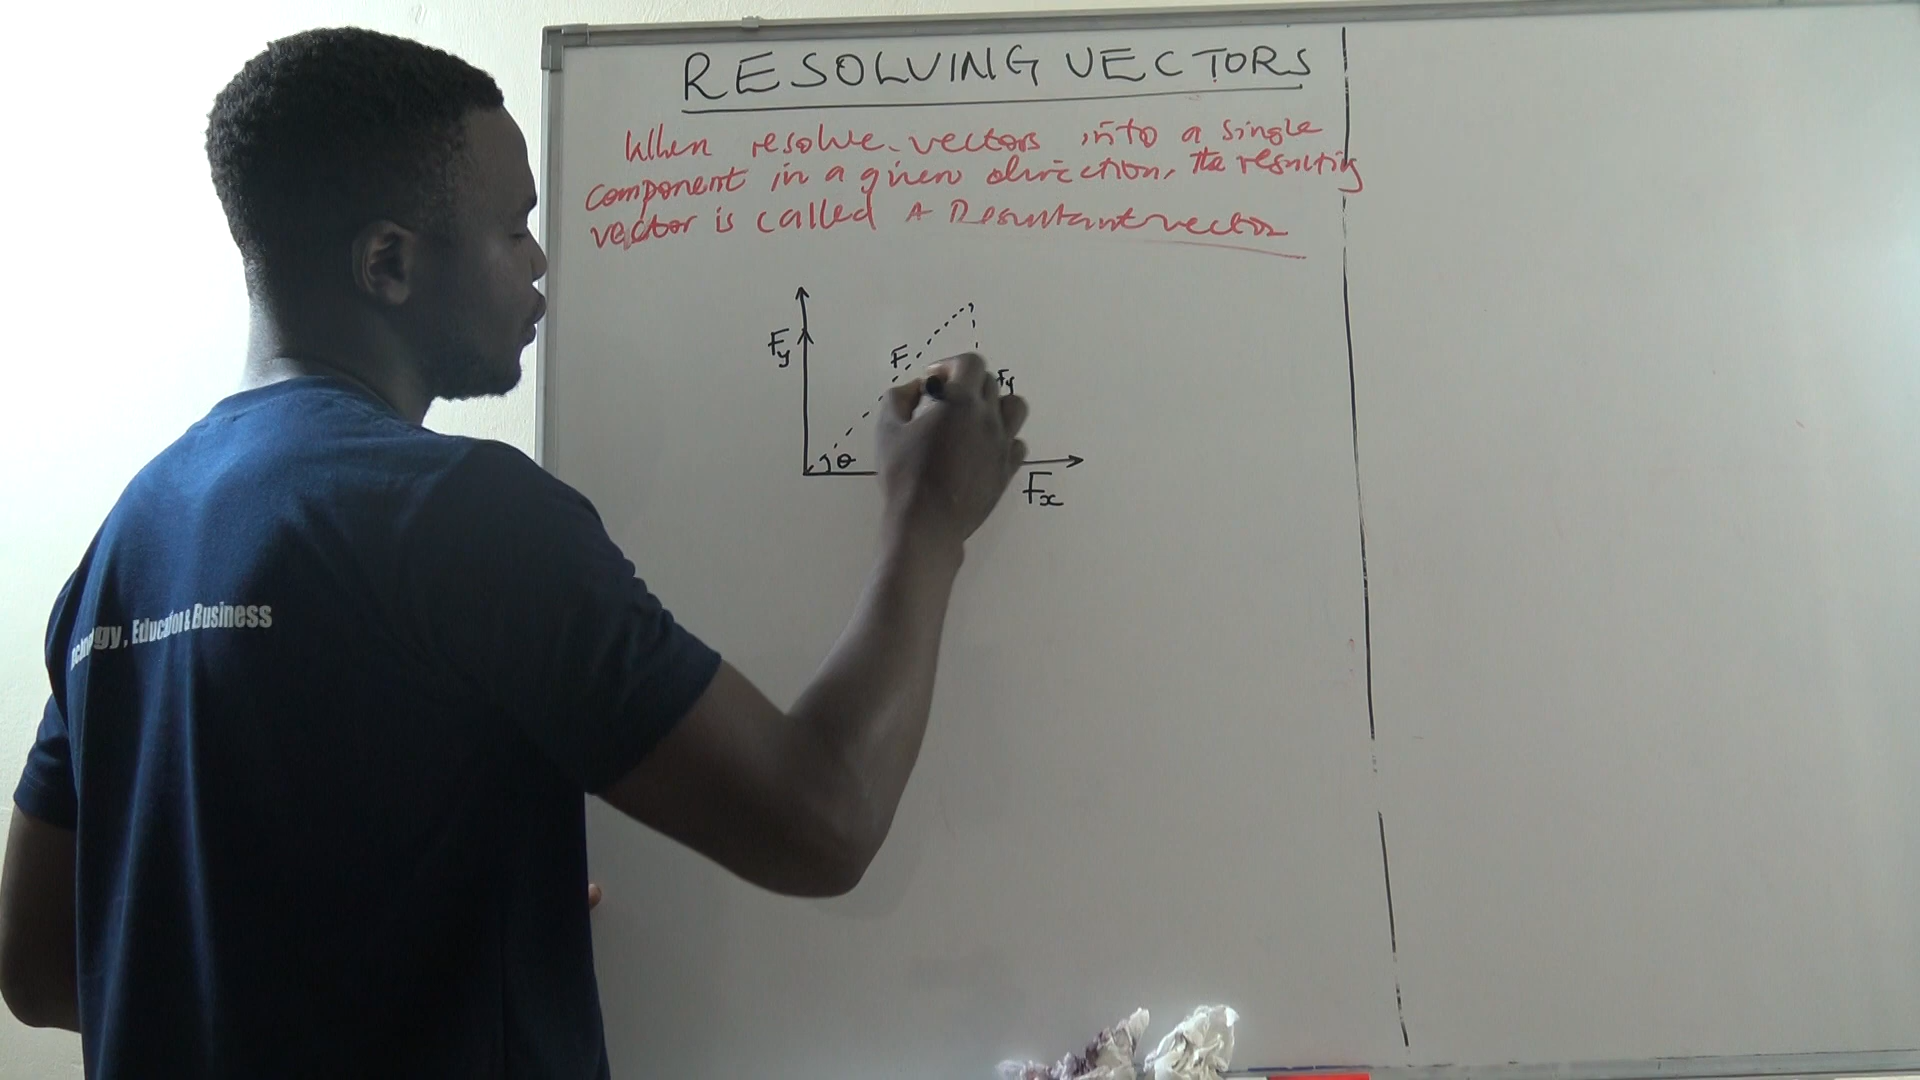 RESOLVING VECTORS
When resolve vectors into a single
component in a given direction, the resulting
vector is called A Resultant vector
Fy
F
Fy
θ
Fx
Technology, Education & Business